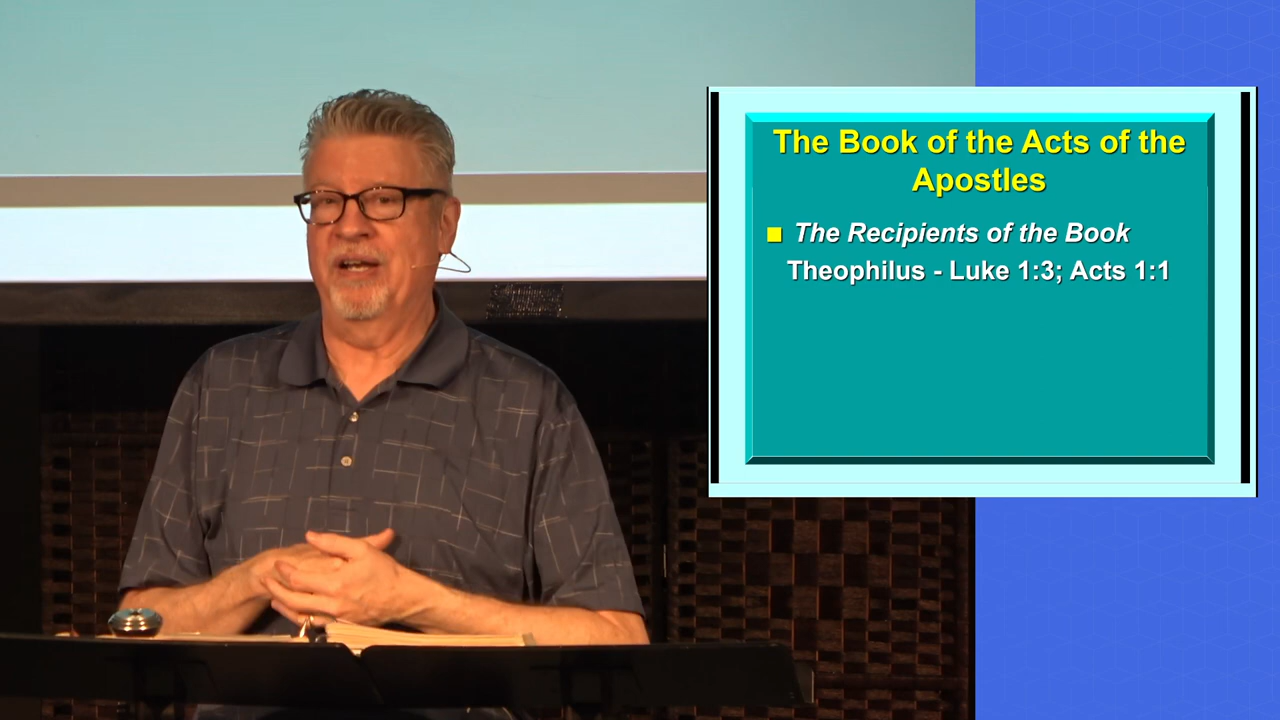 The Book of the Acts of the
Apostles
The Recipients of the Book
Theophilus - Luke 1:3; Acts 1:1